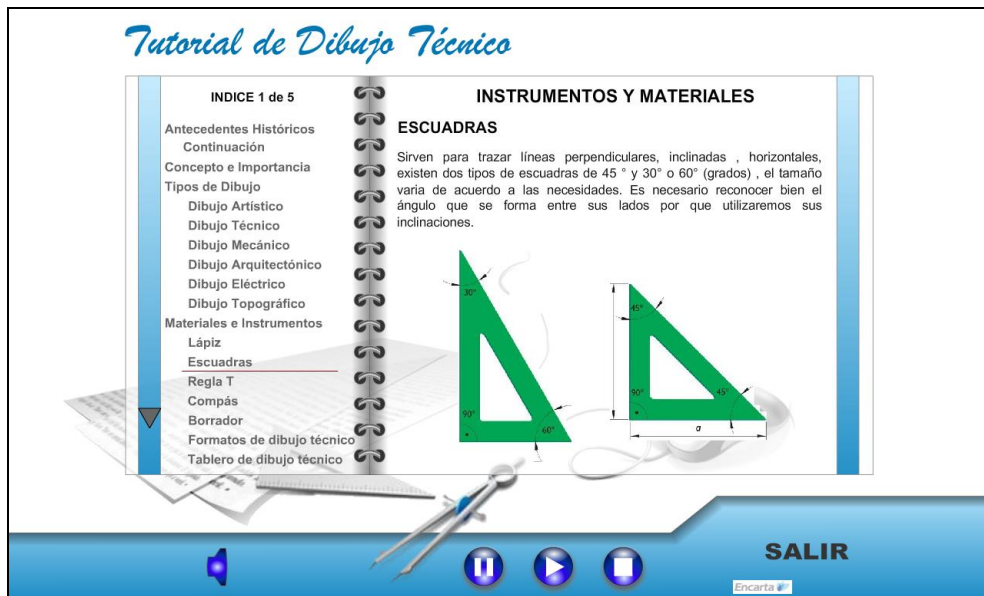 Tutorial de Dibujo Técnico
INDICE 1 de 5
Antecedentes Históricos
Continuación
Concepto e Importancia
Tipos de Dibujo
Dibujo Artístico
Dibujo Técnico
Dibujo Mecánico
Dibujo Arquitectónico
Dibujo Eléctrico
Dibujo Topográfico
Materiales e Instrumentos
Lápiz
Escuadras
Regla T
Compás
Borrador
Formatos de dibujo técnico
Tablero de dibujo técnico
INSTRUMENTOS Y MATERIALES
ESCUADRAS
Sirven para trazar líneas perpendiculares, inclinadas , horizontales,
existen dos tipos de escuadras de 45 ° y 30° o 60° (grados) , el tamaño
varia de acuerdo a las necesidades. Es necesario reconocer bien el
ángulo que se forma entre sus lados por que utilizaremos sus
inclinaciones.
30°
90°
60°
45°
90°
45°
a
SALIR
Encarta